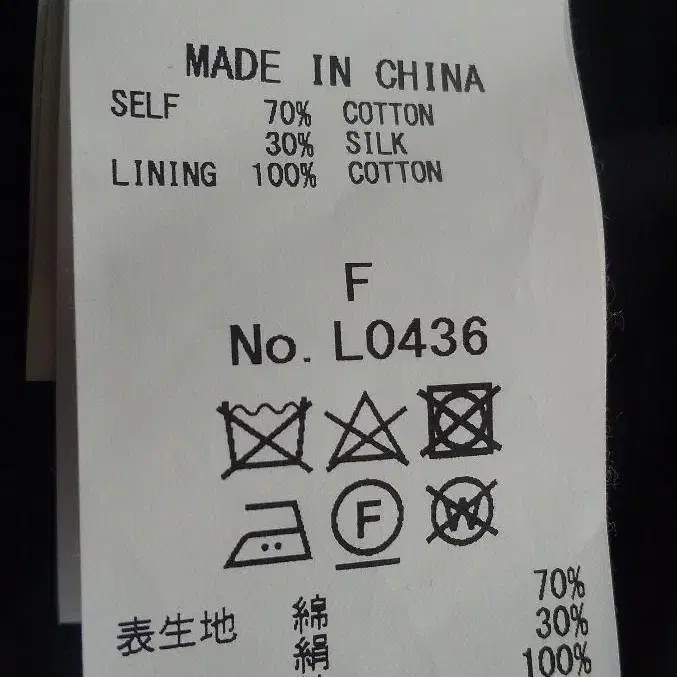 MADE IN CHINA
SELF 70% COTTON
30% SILK
LINING 100% COTTON
F
No. L0436
F W
表生地 綿 70%
絹 30%
100%